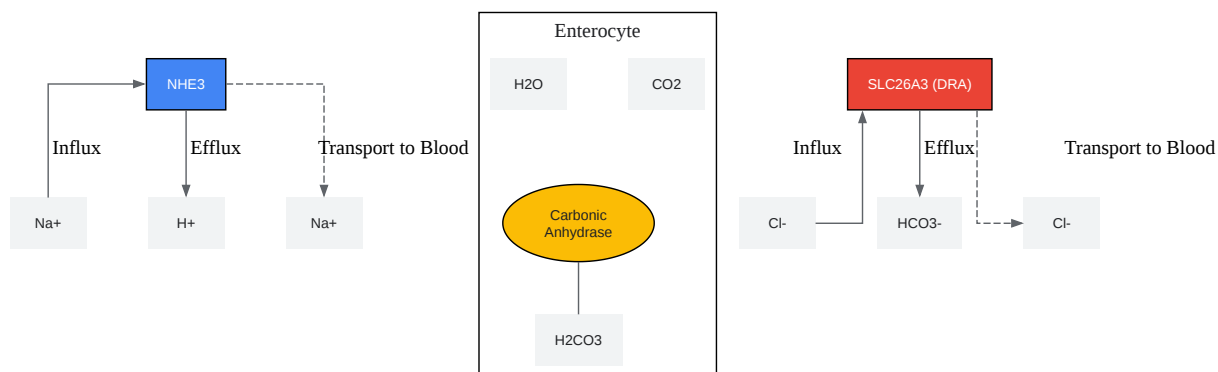 Enterocyte
NHE3
H2O
CO2
SLC26A3 (DRA)
Influx
Efflux
Transport to Blood
Influx
Efflux
Transport to Blood
Na+
H+
Na+
Carbonic
Anhydrase
Cl-
HCO3-
Cl-
H2CO3